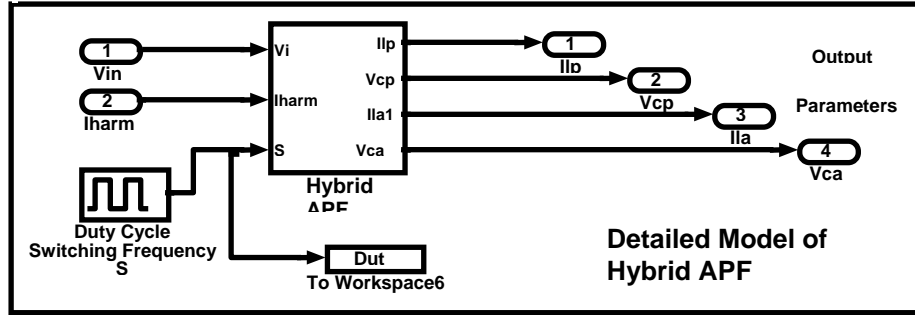 1
Vin
2
Iharm
Vi
Iharm
S
Ilp
Vcp
Ila1
Vca
Hybrid
APF
1
Ilp
2
Vcp
3
Ila
4
Vca
Output
Parameters
Duty Cycle
Switching Frequency
S
Dut
To Workspace6
Detailed Model of
Hybrid APF